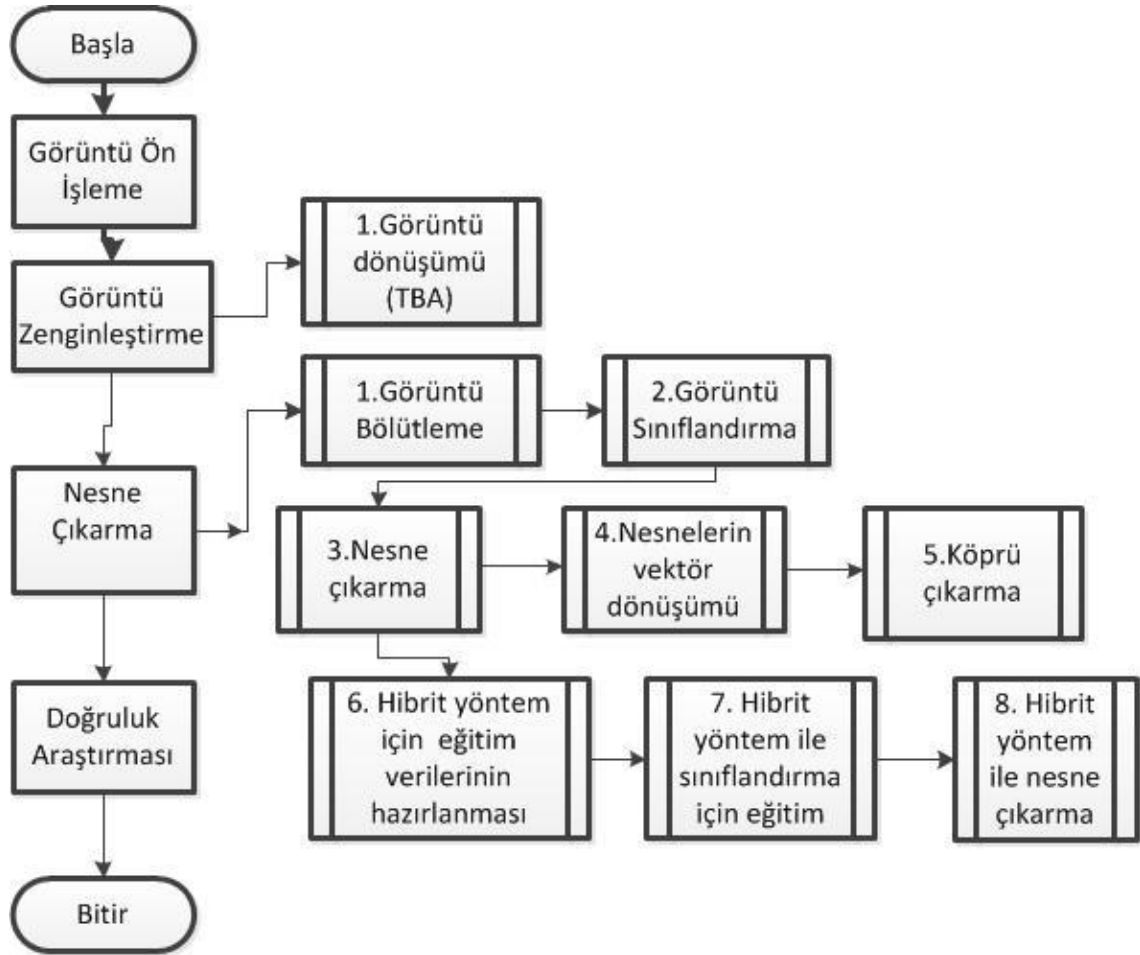 Başla
Görüntü Ön
İşleme
Görüntü
Zenginleştirme
1.Görüntü
dönüşümü
(TBA)
Nesne
Çıkarma
1.Görüntü
Bölütleme
2.Görüntü
Sınıflandırma
3.Nesne
çıkarma
4.Nesnelerin
vektör
dönüşümü
5.Köprü
çıkarma
6. Hibrit yöntem
için eğitim
verilerinin
hazırlanması
7. Hibrit
yöntem ile
sınıflandırma
için eğitim
8. Hibrit
yöntem
ile nesne
çıkarma
Doğruluk
Araştırması
Bitir